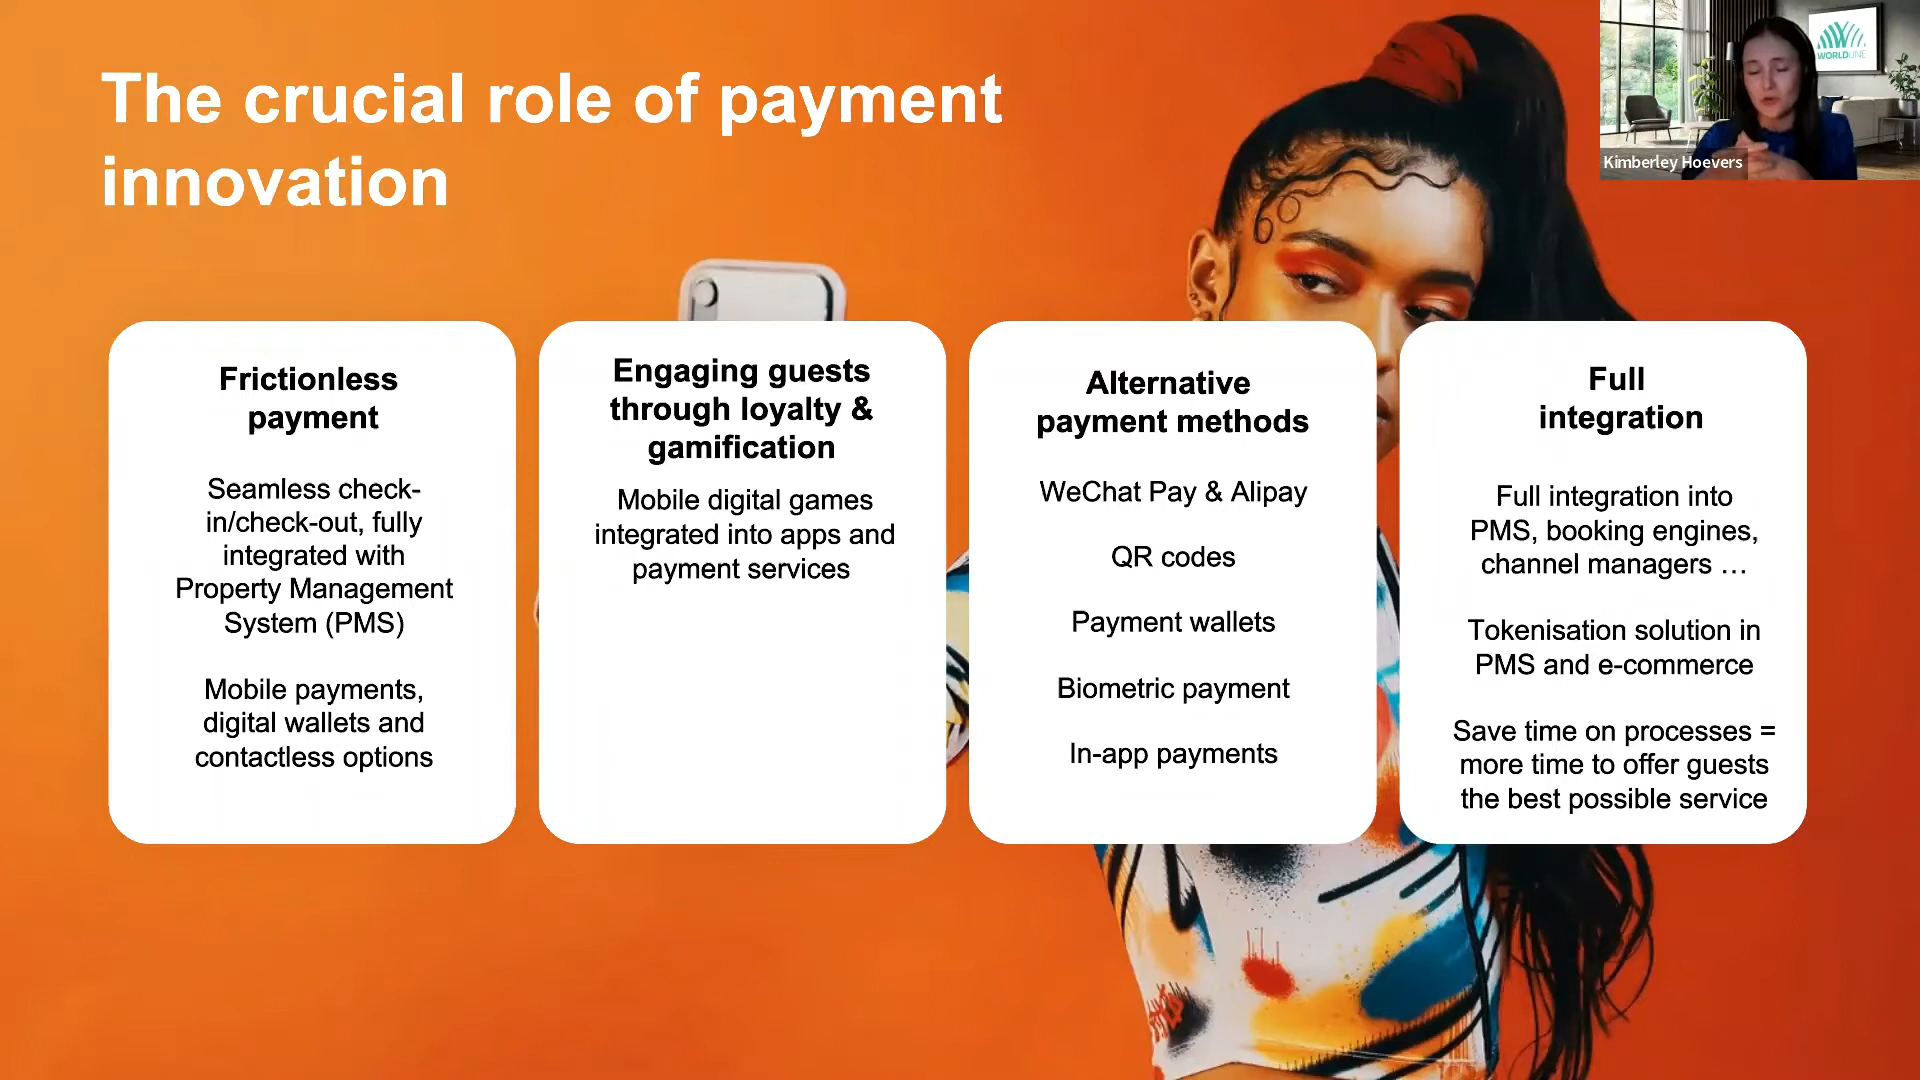 The crucial role of payment
innovation
WORLDLINE
Kimberley Hoevers
Frictionless
payment
Seamless check-
in/check-out, fully
integrated with
Property Management
System (PMS)
Mobile payments,
digital wallets and
contactless options
Engaging guests
through loyalty &
gamification
Mobile digital games
integrated into apps and
payment services
Alternative
payment methods
WeChat Pay & Alipay
QR codes
Payment wallets
Biometric payment
In-app payments
Full
integration
Full integration into
PMS, booking engines,
channel managers …
Tokenisation solution in
PMS and e-commerce
Save time on processes =
more time to offer guests
the best possible service